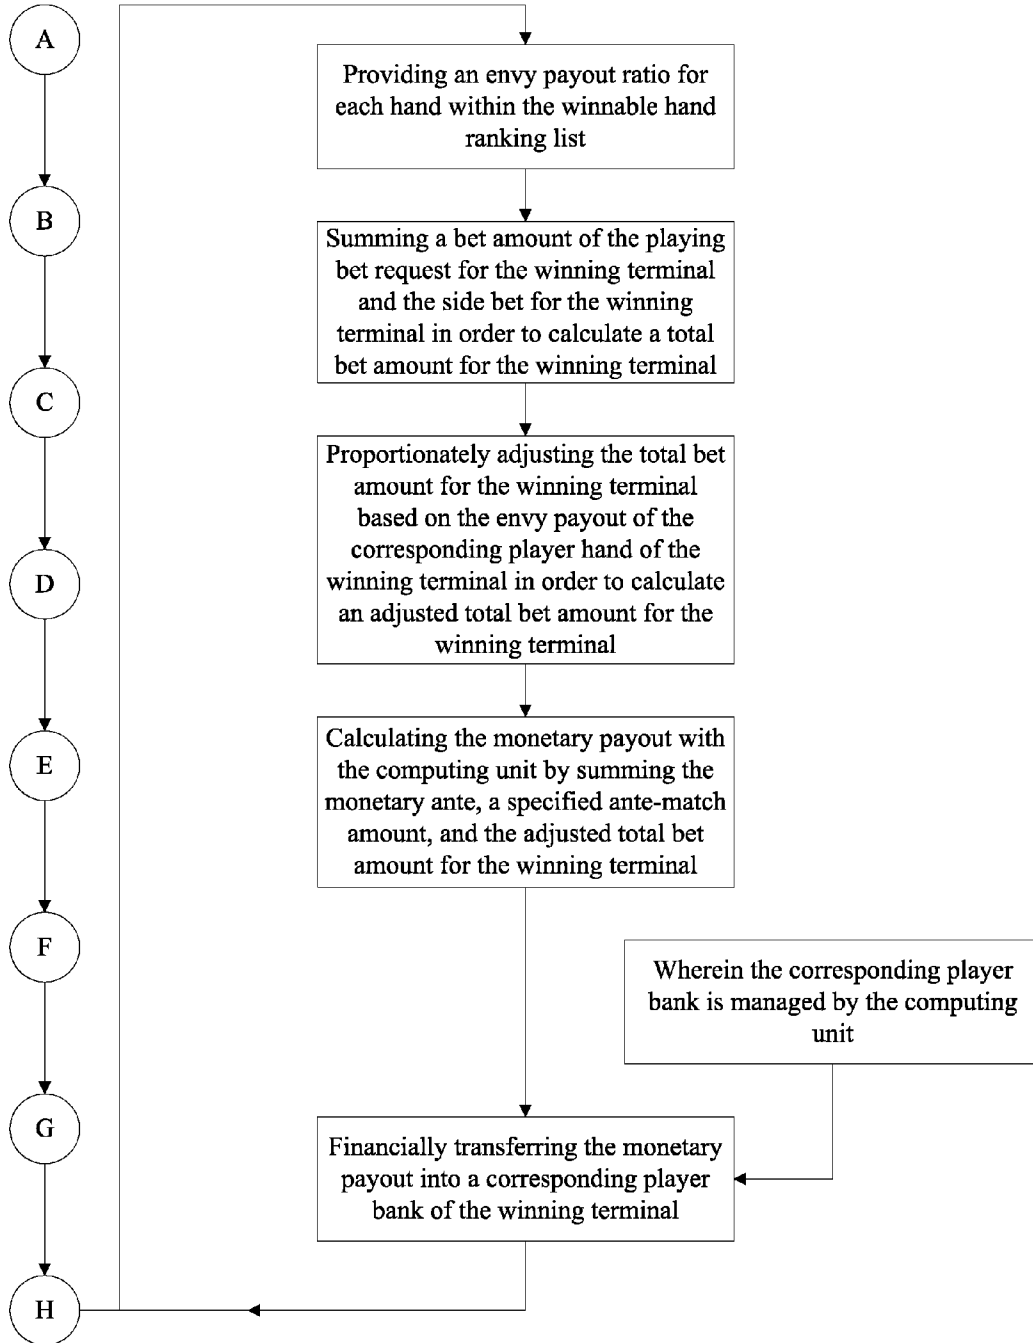 A
B
C
D
E
F
G
H
Providing an envy payout ratio for
each hand within the winnable hand
ranking list
Summing a bet amount of the playing
bet request for the winning terminal
and the side bet for the winning
terminal in order to calculate a total
bet amount for the winning terminal
Proportionately adjusting the total bet
amount for the winning terminal
based on the envy payout of the
corresponding player hand of the
winning terminal in order to calculate
an adjusted total bet amount for the
winning terminal
Calculating the monetary payout with
the computing unit by summing the
monetary ante, a specified ante-match
amount, and the adjusted total bet
amount for the winning terminal
Wherein the corresponding player
bank is managed by the computing
unit
Financially transferring the monetary
payout into a corresponding player
bank of the winning terminal